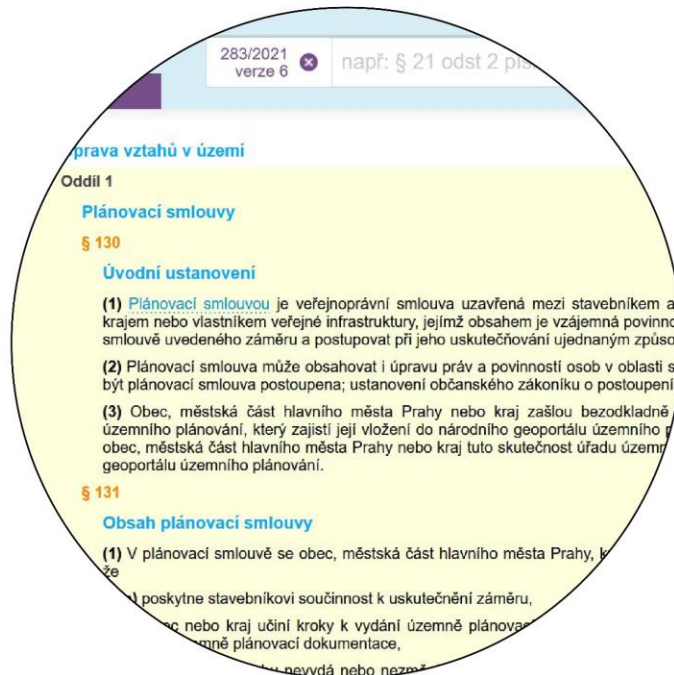 283/2021
verze 6
např: § 21 odst 2 pís
prava vztahů v území
Oddíl 1
Plánovací smlouvy
§ 130
Úvodní ustanovení
(1) Plánovací smlouvou je veřejnoprávní smlouva uzavřená mezi stavebníkem a
krajem nebo vlastníkem veřejné infrastruktury, jejímž obsahem je vzájemná povinno
smlouvě uvedeného záměru a postupovat při jeho uskutečňování ujednaným způso
(2) Plánovací smlouva může obsahovat i úpravu práv a povinností osob v oblasti s
být plánovací smlouva postoupena; ustanovení občanského zákoníku o postoupení
(3) Obec, městská část hlavního města Prahy nebo kraj zašlou bezodkladně
územního plánování, který zajistí její vložení do národního geoportálu územního
obec, městská část hlavního města Prahy nebo kraj tuto skutečnost úřadu územ
geoportálu územního plánování.
§ 131
Obsah plánovací smlouvy
(1) V plánovací smlouvě se obec, městská část hlavního města Prahy, k
že
) poskytne stavebníkovi součinnost k uskutečnění záměru,
nebo kraj učiní kroky k vydání územně plánovac
mně plánovací dokumentace,
nevydá nebo nezm